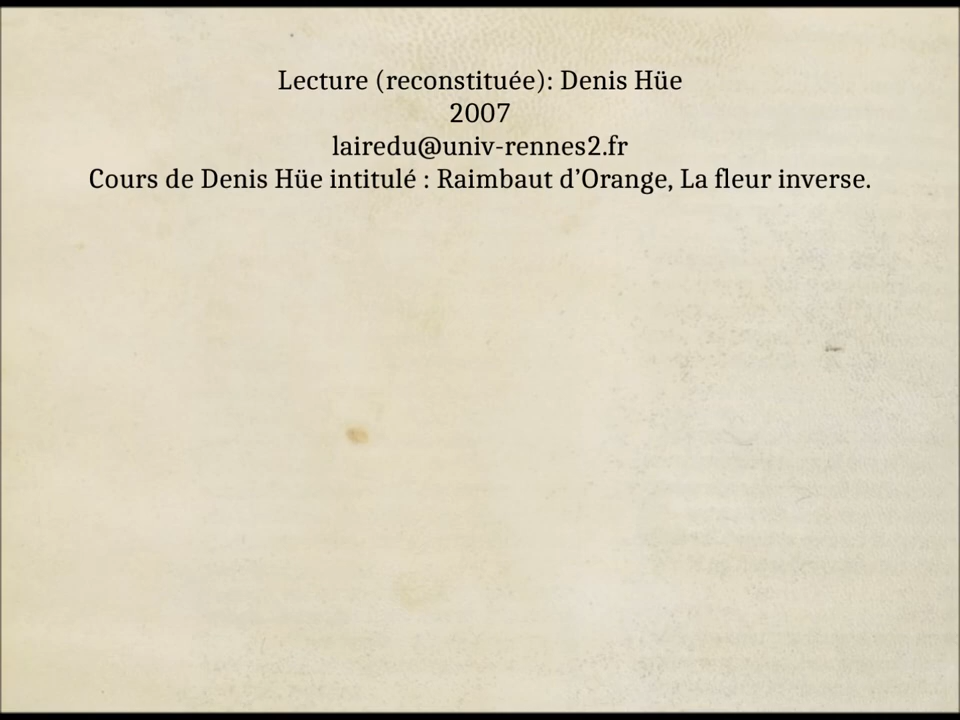 Lecture (reconstituée): Denis Hüe
2007
lairedu@univ-rennes2.fr
Cours de Denis Hüe intitulé : Raimbaut d’Orange, La fleur inverse.